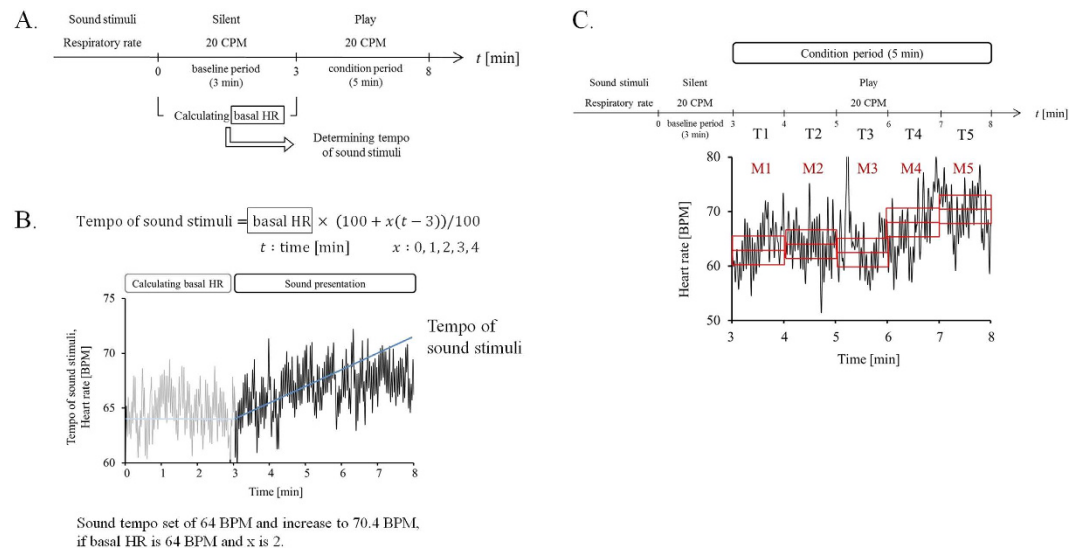 A.
Sound stimuli Silent Play
Respiratory rate 20 CPM 20 CPM
t [min]
0 baseline period 3 condition period 8
(3 min) (5 min)
Calculating basal HR
Determining tempo
of sound stimuli
B.
Tempo of sound stimuli = basal HR × (100 + x(t − 3))/100
t : time [min] x : 0, 1, 2, 3, 4
Calculating basal HR Sound presentation
75
70
65
60
Tempo of sound stimuli,
Heart rate [BPM]
Tempo of
sound stimuli
0 1 2 3 4 5 6 7 8
Time [min]
Sound tempo set of 64 BPM and increase to 70.4 BPM,
if basal HR is 64 BPM and x is 2.
C.
Condition period (5 min)
Sound stimuli Silent Play
Respiratory rate 20 CPM 20 CPM
t [min]
0 baseline period 3 4 5 6 7 8
(3 min)
T1 T2 T3 T4 T5
M1 M2 M3 M4 M5
80
70
60
50
Heart rate [BPM]
3 4 5 6 7 8
Time [min]